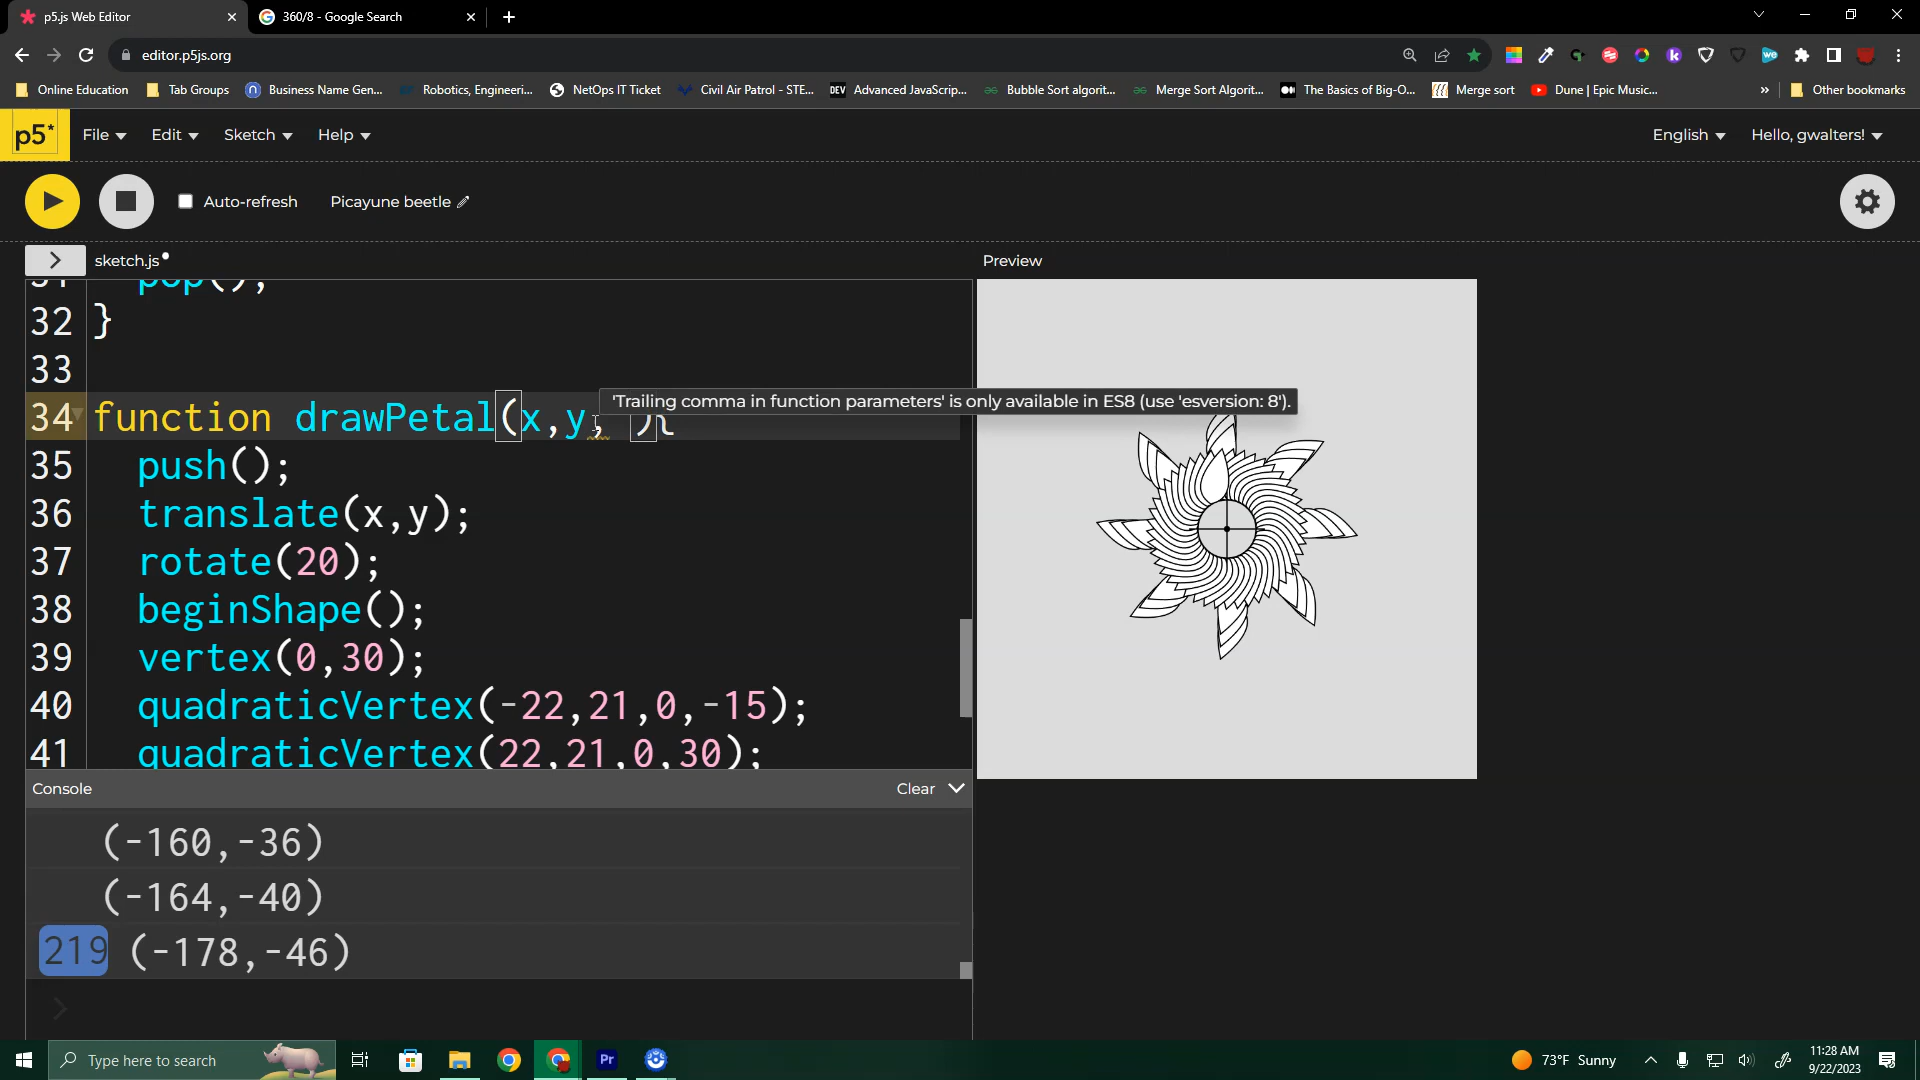 p5.js Web Editor
360/8 - Google Search
editor.p5js.org
Online Education
Tab Groups
Business Name Gen...
Robotics, Engineeri...
NetOps IT Ticket
Civil Air Patrol - STE...
DEV Advanced JavaScrip...
Bubble Sort algorit...
Merge Sort Algorit...
The Basics of Big-O...
Merge sort
Dune | Epic Music...
»
Other bookmarks
p5*
File
Edit
Sketch
Help
English
Hello, gwalters!
Auto-refresh
Picayune beetle
sketch.js
Preview
31 pop();
32 }
33
'Trailing comma in function parameters' is only available in ES8 (use 'esversion: 8').
34 function drawPetal(x,y, ){
35 push();
36 translate(x,y);
37 rotate(20);
38 beginShape();
39 vertex(0,30);
40 quadraticVertex(-22,21,0,-15);
41 quadraticVertex(22,21,0,30);
Console
Clear
(-160,-36)
(-164,-40)
219 (-178,-46)
>
Type here to search
Pr
73°F Sunny
11:28 AM
9/22/2023